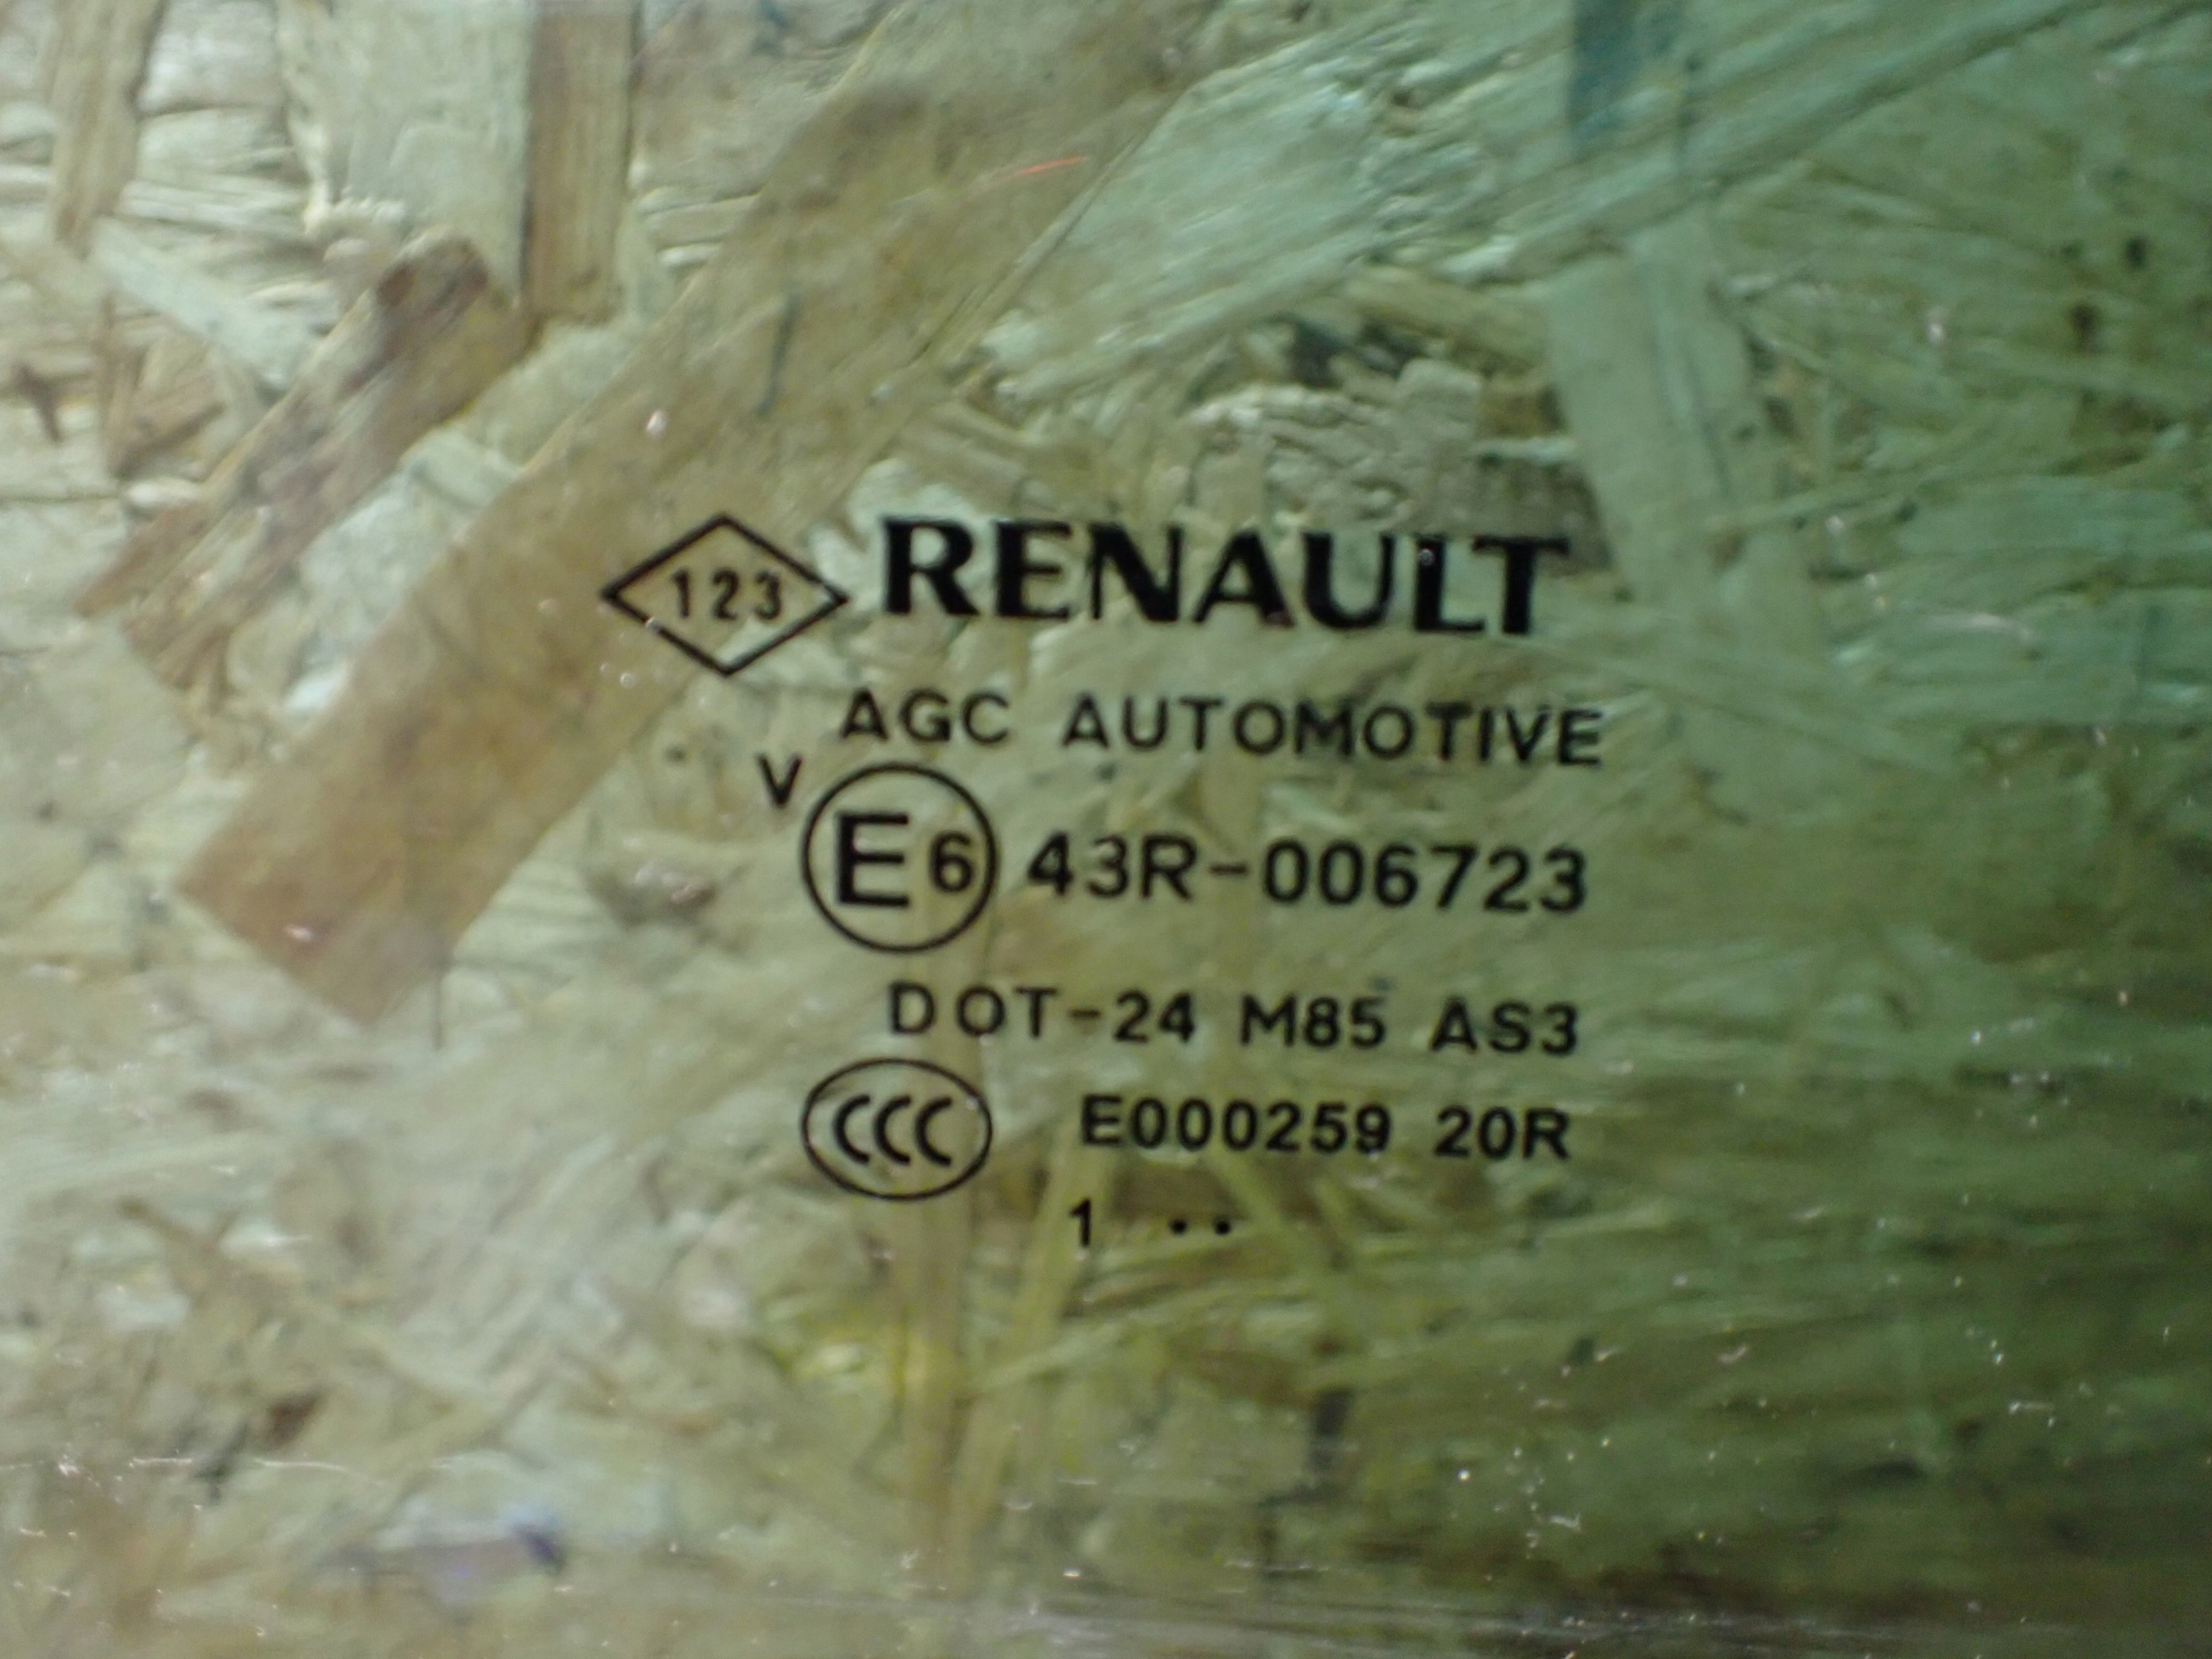 123 RENAULT
AGC AUTOMOTIVE
V
E6 43R-006723
DOT-24 M85 AS3
CCC E000259 20R
1 ..